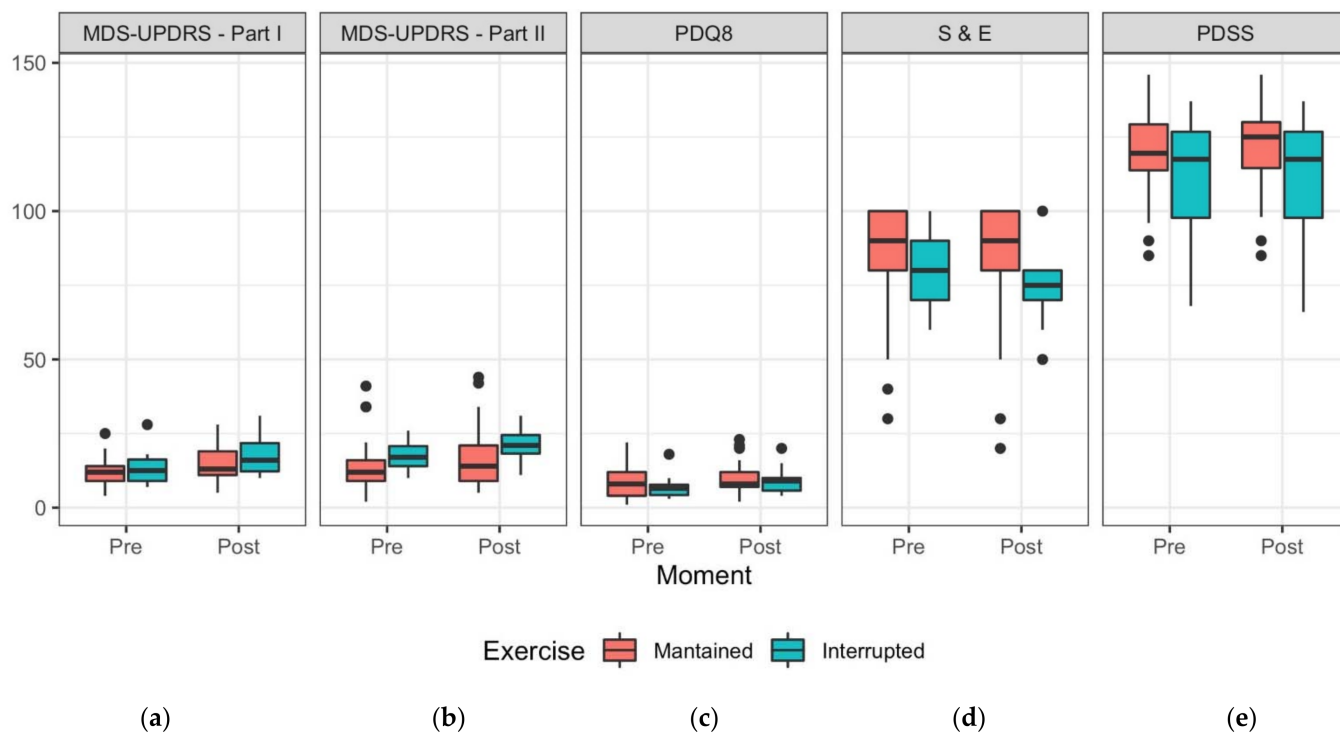 MDS-UPDRS - Part I MDS-UPDRS - Part II PDQ8 S & E PDSS
150
100
50
0
Pre Post Pre Post Pre Post Pre Post Pre Post
Moment
Exercise Mantained Interrupted
(a) (b) (c) (d) (e)